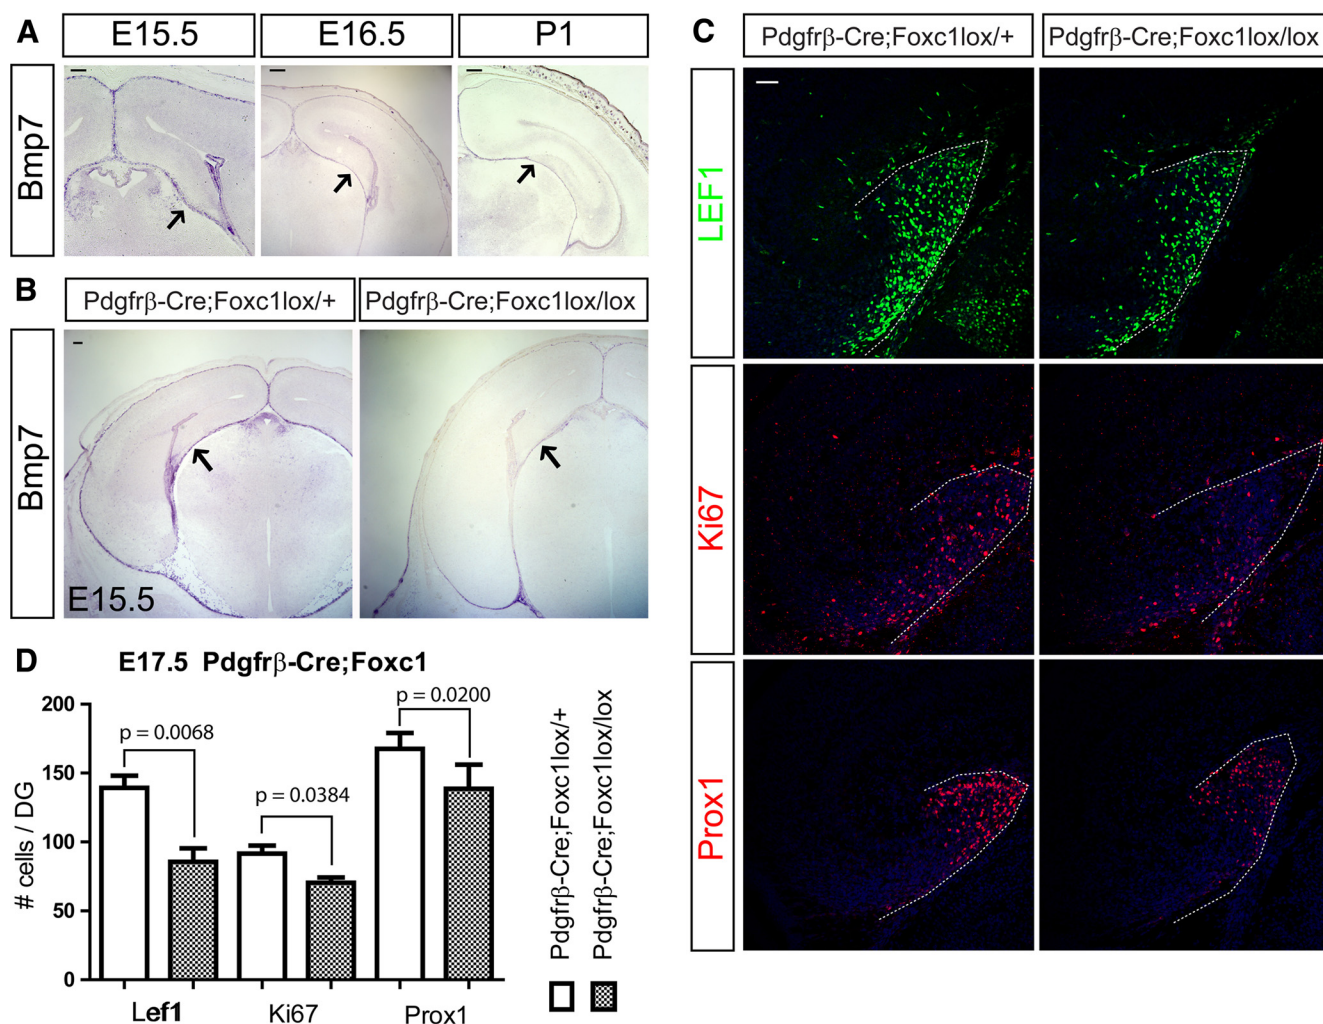 A
E15.5
E16.5
P1
Bmp7
B
Pdgfrβ-Cre;Foxc1lox/+
Pdgfrβ-Cre;Foxc1lox/lox
Bmp7
E15.5
C
Pdgfrβ-Cre;Foxc1lox/+
Pdgfrβ-Cre;Foxc1lox/lox
LEF1
Ki67
Prox1
D
E17.5 Pdgfrβ-Cre;Foxc1
# cells / DG
200
150
100
50
0
p = 0.0068
p = 0.0384
p = 0.0200
Lef1
Ki67
Prox1
Pdgfrβ-Cre;Foxc1lox/+
Pdgfrβ-Cre;Foxc1lox/lox